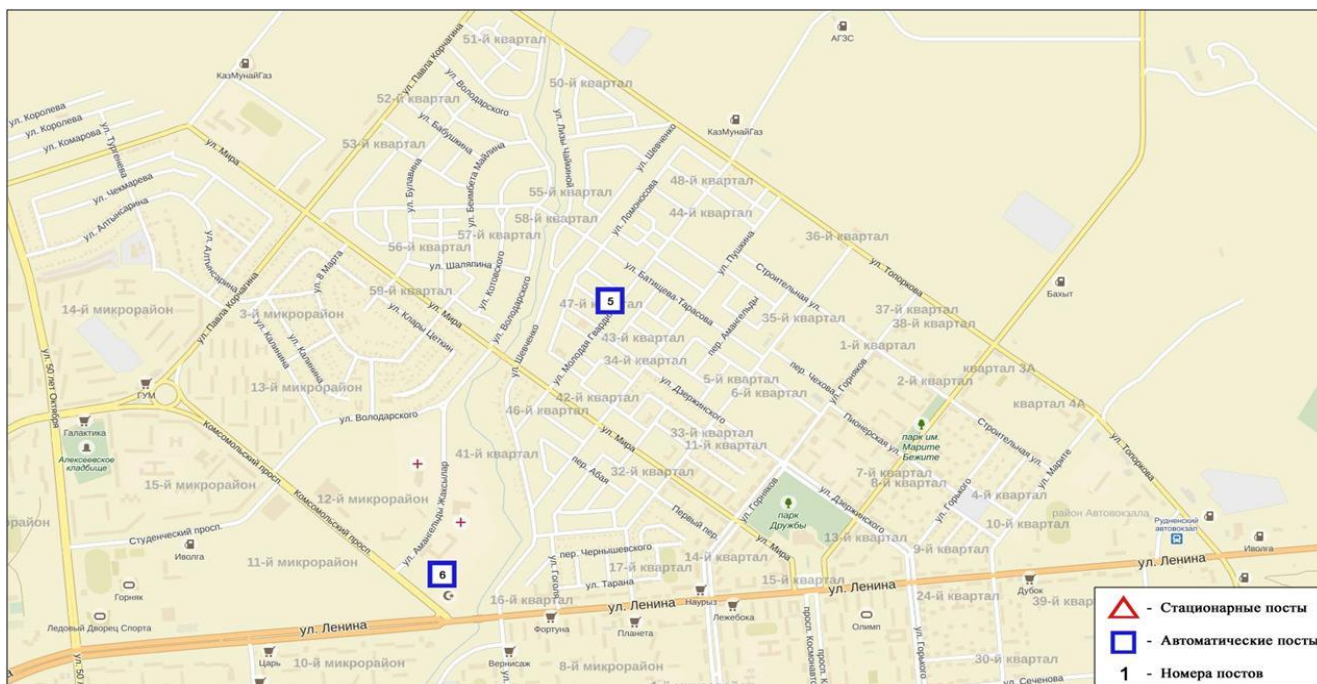 51-й квартал
ул. Павла Корчагина
АГЗС
КазМунайГаз
50-й квартал
ул. Володарского
52-й квартал
ул. Королева
ул. Королева
ул. Комарова
ул. Тургенева
ул. Бабушкина
ул. Лизы Чайкиной
КазМунайГаз
ул. Шевченко
53-й квартал
ул. Мира
ул. Беимбета Майлина
ул. Булавина
ул. Чекмарева
ул. Алтынсарина
55-й квартал
48-й квартал
ул. Ломоносова
58-й квартал
44-й квартал
57-й квартал
56-й квартал
36-й квартал
ул. Пушкина
ул. Алтынсарина
ул. 8 Марта
ул. Шаляпина
ул. Котовского
ул. Топоркова
ул. Батищева-Тарасова
Строительная ул.
Бахыт
59-й квартал
47-й квартал
5
14-й микрорайон
ул. Павла Корчагина
3-й микрорайон
ул. Клары Цеткин
ул. Мира
ул. Володарского
ул. Шевченко
ул. Молодая Гвардия
35-й квартал
37-й квартал
38-й квартал
43-й квартал
пер. Амангельды
1-й квартал
34-й квартал
ул. Калинина
ул. Калинина
ул. 50 лет Октября
13-й микрорайон
5-й квартал
6-й квартал
пер. Чехова
ул. Горняков
2-й квартал
квартал 3А
ул. Дзержинского
ГУМ
42-й квартал
46-й квартал
квартал 4А
ул. Володарского
Галактика
Комсомольский просп.
Алексеевское
кладбище
ул. Мира
33-й квартал
11-й квартал
Пионерская ул.
парк им.
Марите
Бежите
Строительная ул.
ул. Топоркова
41-й квартал
пер. Абая
32-й квартал
7-й квартал
8-й квартал
ул. Марите
15-й микрорайон
12-й микрорайон
Комсомольский просп.
ул. Амангельды Жаксылар
ул. Горняков
ул. Дзержинского
парк
Дружбы
ул. Горького
4-й квартал
10-й квартал
район Автовокзала
Рудненский
автовокзал
Первый пер.
ул. Мира
Студенческий просп.
Иволга
11-й микрорайон
пер. Чернышевского
13-й квартал
9-й квартал
14-й квартал
Иволга
6
17-й квартал
ул. Тарана
ул. Гоголя
15-й квартал
ул. Ленина
Горняк
16-й квартал
Наурыз
Дубок
24-й квартал
39-й квартал
Ледовый Дворец Спорта
ул. Ленина
ул. Ленина
Фортуна
Планета
Лежебока
Олимп
просп. Космонавтов
ул. Горького
Царь
10-й микрорайон
Вернисаж
8-й микрорайон
30-й квартал
ул. Сеченова
- Стационарные посты
- Автоматические посты
1 - Номера постов